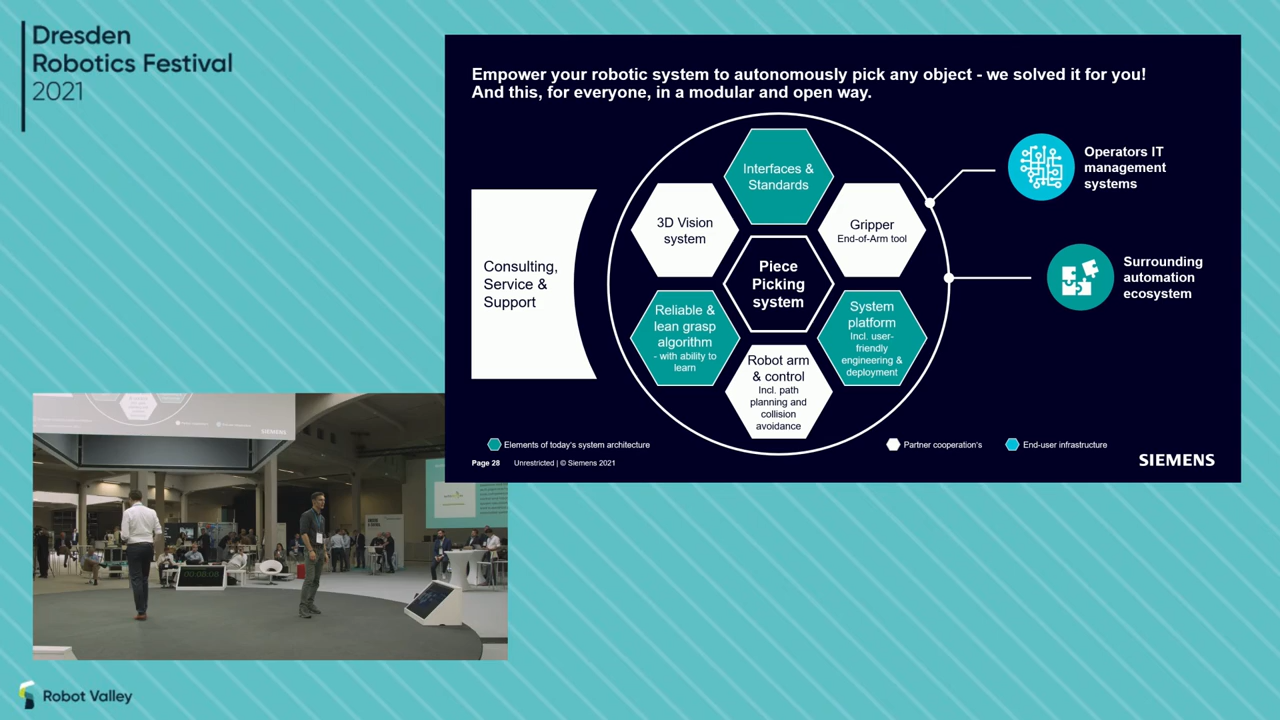 Dresden
Robotics Festival
2021
Empower your robotic system to autonomously pick any object - we solved it for you!
And this, for everyone, in a modular and open way.
Interfaces &
Standards
3D Vision
system
Gripper
End-of-Arm tool
Piece
Picking
system
Consulting,
Service &
Support
Reliable &
lean grasp
algorithm
- with ability to
learn
System
platform
Incl. user-
friendly
engineering &
deployment
Robot arm
& control
Incl. path
planning and
collision
avoidance
Operators IT
management
systems
Surrounding
automation
ecosystem
Elements of today's system architecture
Partner cooperation's
End-user infrastructure
Page 28 Unrestricted | © Siemens 2021
SIEMENS
SIEMENS
Robot Valley